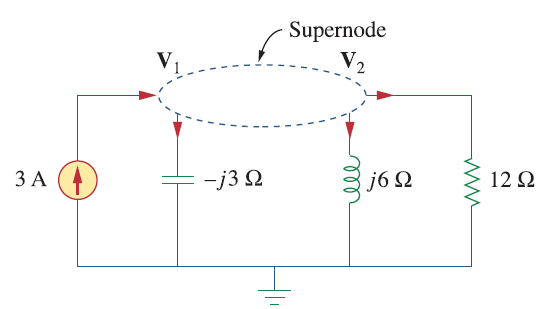 Supernode
V₁ V₂
3 A −j3 Ω j6 Ω 12 Ω